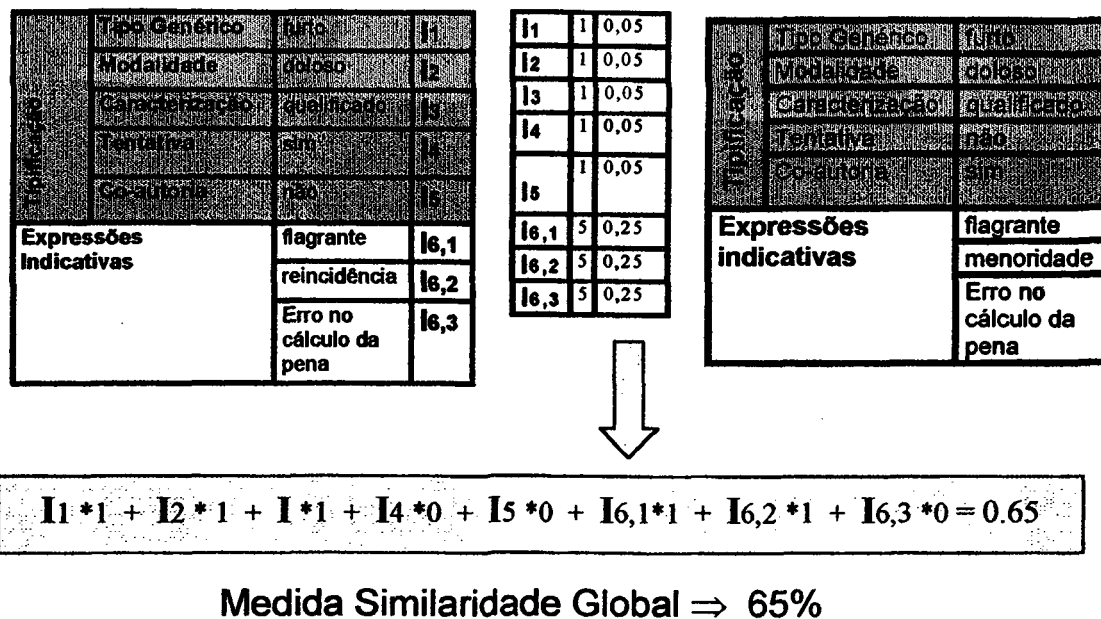 Tipificação
Tipo Genérico furto I1
Modalidade doloso I2
Caracterização qualificado I3
Tentativa sim I4
Co-autoria não I5
Expressões Indicativas flagrante I6,1
reincidência I6,2
Erro no cálculo da pena I6,3
I1 1 0,05
I2 1 0,05
I3 1 0,05
I4 1 0,05
I5 1 0,05
I6,1 5 0,25
I6,2 5 0,25
I6,3 5 0,25
Tipificação
Tipo Genérico furto
Modalidade doloso
Caracterização qualificado
Tentativa não
Co-autoria sim
Expressões indicativas flagrante
menoridade
Erro no cálculo da pena
I1 *1 + I2 * 1 + I *1 + I4 *0 + I5 *0 + I6,1*1 + I6,2 *1 + I6,3 *0 = 0.65
Medida Similaridade Global ⇒ 65%